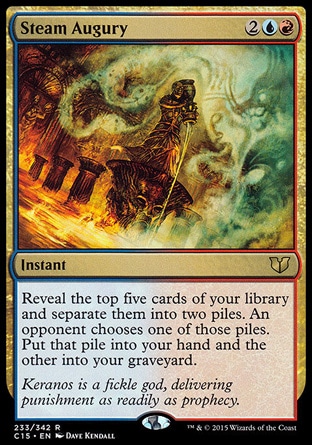 Steam Augury 2
Instant
Reveal the top five cards of your library
and separate them into two piles. An
opponent chooses one of those piles.
Put that pile into your hand and the
other into your graveyard.
Keranos is a fickle god, delivering
punishment as readily as prophecy.
233/342 R
C15 • EN Dave Kendall
™ & © 2015 Wizards of the Coast